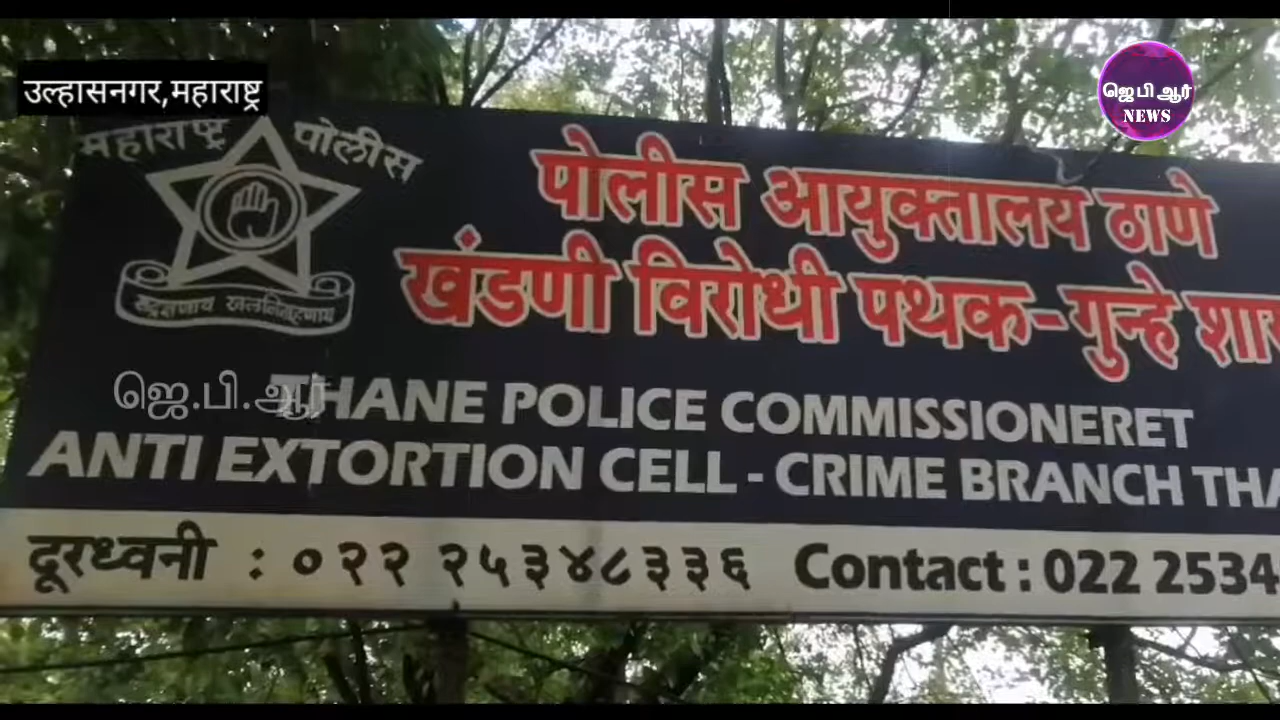 उल्हासनगर,महाराष्ट्र
ஜெ பி ஆர்
NEWS
महाराष्ट्र पोलीस
पोलीस आयुक्तालय ठाणे
खंडणी विरोधी पथक-गुन्हे
ஜெ.பி.ஆர்
THANE POLICE COMMISSIONERET
ANTI EXTORTION CELL - CRIME BRANCH
दूरध्वनी : ०२२ २५३४८३३६ Contact : 022 2534